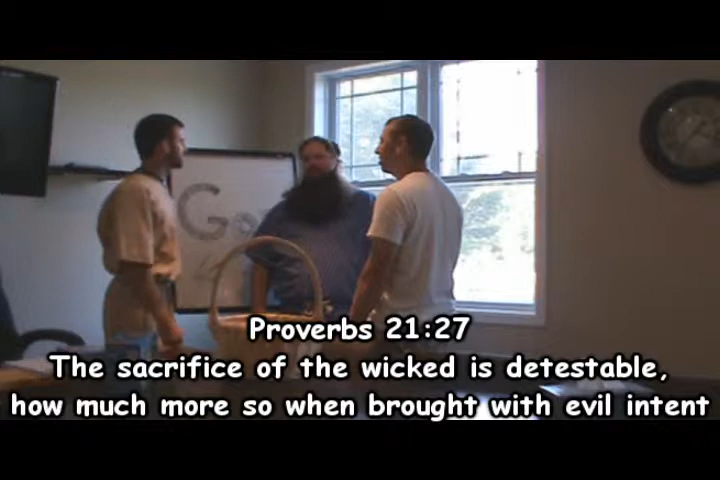 Proverbs 21:27
The sacrifice of the wicked is detestable,
how much more so when brought with evil intent